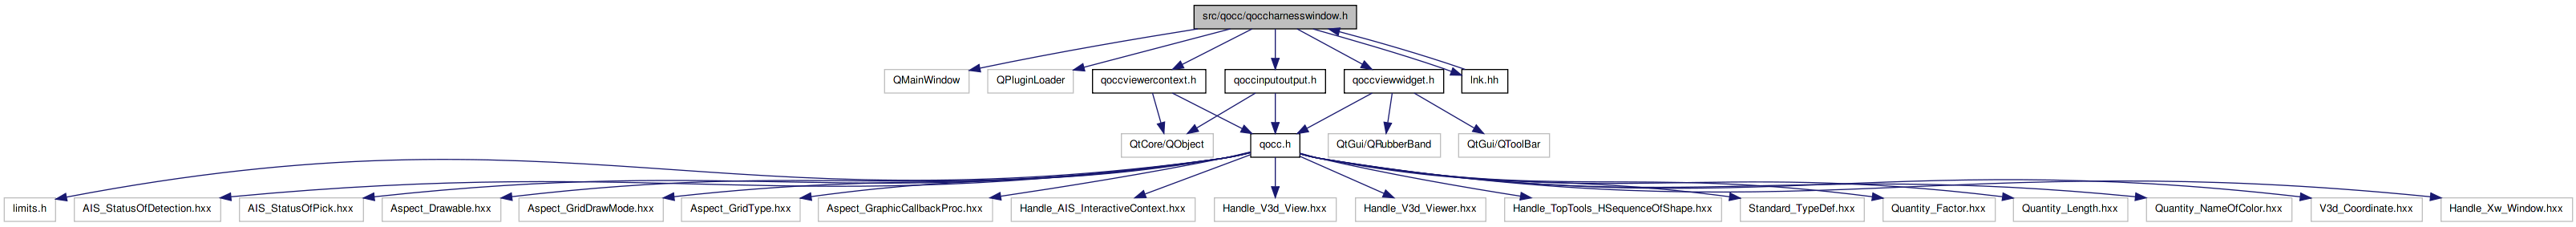 src/qocc/qoccharnesswindow.h
QMainWindow
QPluginLoader
qoccviewercontext.h
qoccinputoutput.h
qoccviewwidget.h
lnk.hh
QtCore/QObject
qocc.h
QtGui/QRubberBand
QtGui/QToolBar
limits.h
AIS_StatusOfDetection.hxx
AIS_StatusOfPick.hxx
Aspect_Drawable.hxx
Aspect_GridDrawMode.hxx
Aspect_GridType.hxx
Aspect_GraphicCallbackProc.hxx
Handle_AIS_InteractiveContext.hxx
Handle_V3d_View.hxx
Handle_V3d_Viewer.hxx
Handle_TopTools_HSequenceOfShape.hxx
Standard_TypeDef.hxx
Quantity_Factor.hxx
Quantity_Length.hxx
Quantity_NameOfColor.hxx
V3d_Coordinate.hxx
Handle_Xw_Window.hxx